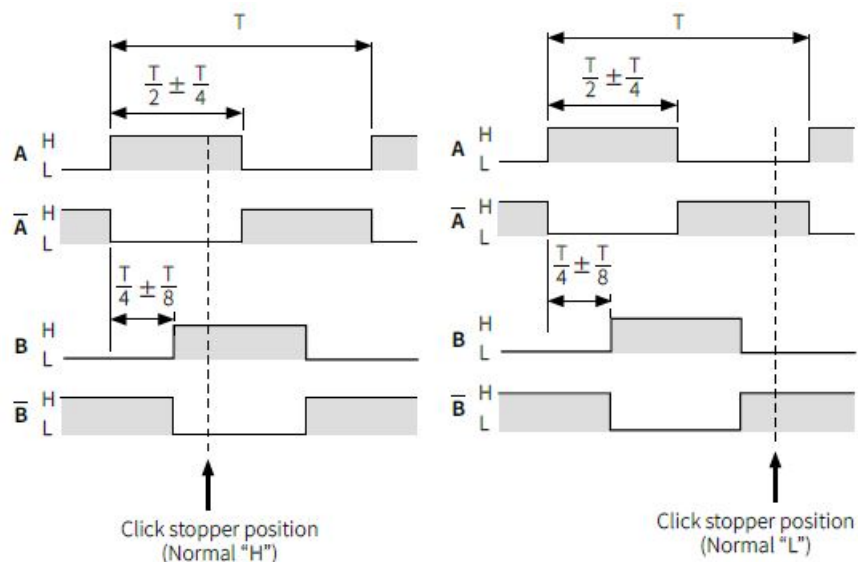 T
T/2 ± T/4
A H
L
A̅ H
L
T/4 ± T/8
B H
L
B̅ H
L
Click stopper position
(Normal “H”)
T
T/2 ± T/4
A H
L
A̅ H
L
T/4 ± T/8
B H
L
B̅ H
L
Click stopper position
(Normal “L”)